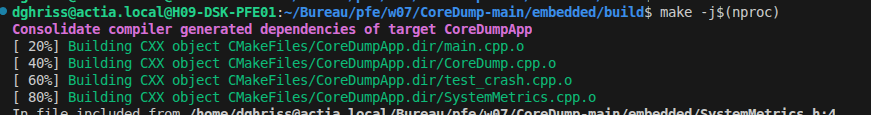 dghriss@actia.local@H09-DSK-PFE01:~/Bureau/pfe/w07/CoreDump-main/embedded/build$ make -j$(nproc)
Consolidate compiler generated dependencies of target CoreDumpApp
[ 20%] Building CXX object CMakeFiles/CoreDumpApp.dir/main.cpp.o
[ 40%] Building CXX object CMakeFiles/CoreDumpApp.dir/CoreDump.cpp.o
[ 60%] Building CXX object CMakeFiles/CoreDumpApp.dir/test_crash.cpp.o
[ 80%] Building CXX object CMakeFiles/CoreDumpApp.dir/SystemMetrics.cpp.o
In file included from /home/dghriss@actia.local/Bureau/pfe/w07/CoreDump-main/embedded/SystemMetrics.h:4